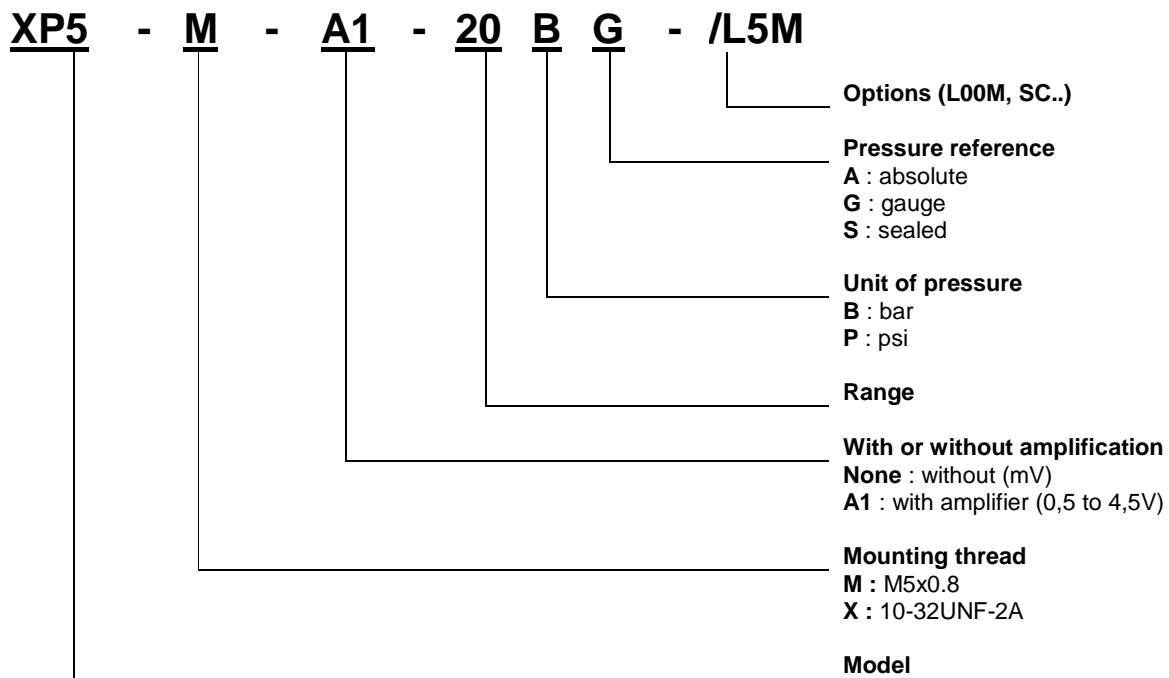 XP5 - M - A1 - 20 B G - /L5M
Options (L00M, SC..)
Pressure reference
A : absolute
G : gauge
S : sealed
Unit of pressure
B : bar
P : psi
Range
With or without amplification
None : without (mV)
A1 : with amplifier (0,5 to 4,5V)
Mounting thread
M : M5x0.8
X : 10-32UNF-2A
Model